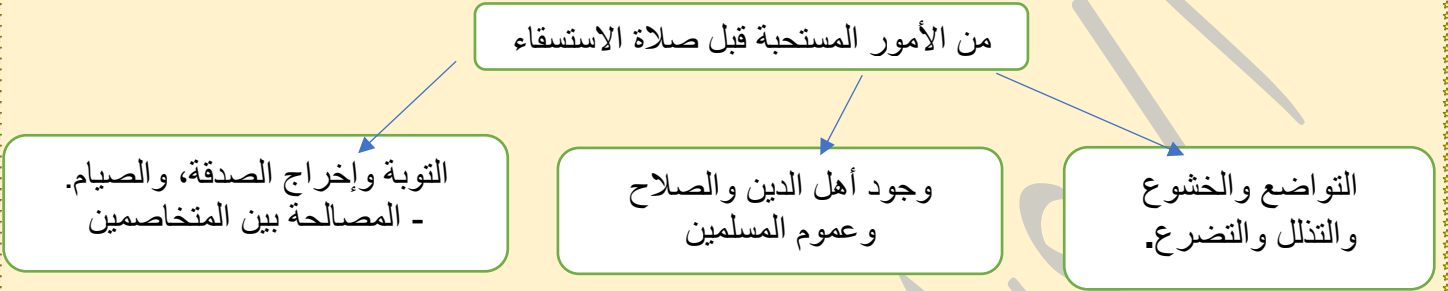 من الأمور المستحبة قبل صلاة الاستسقاء
التواضع والخشوع
والتذلل والتضرع.
وجود أهل الدين والصلاح
وعموم المسلمين
التوبة وإخراج الصدقة، والصيام.
- المصالحة بين المتخاصمين